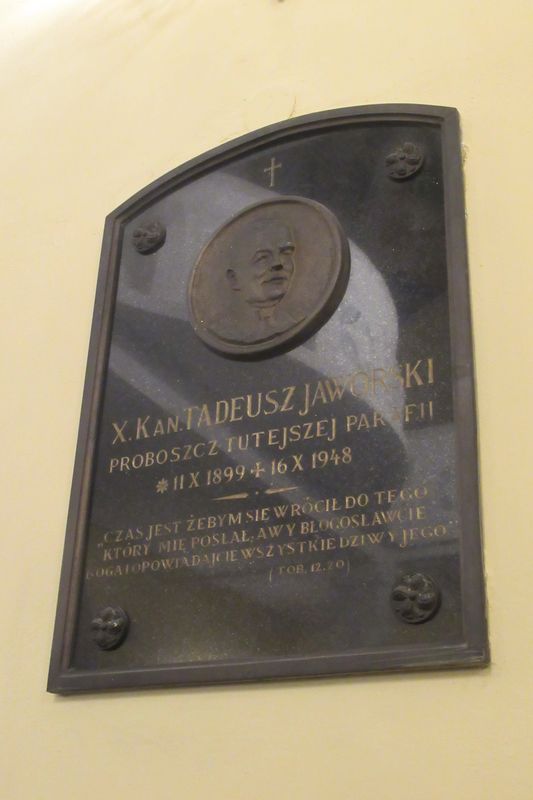 X. KAN. TADEUSZ JAWORSKI
PROBOSZCZ TUTEJSZEJ PARAFII
* 11 X 1899 + 16 X 1948
„CZAS JEST ŻEBYM SIĘ WRÓCIŁ DO TEGO
KTÓRY MIĘ POSŁAŁ, A WY BŁOGOSŁAWCIE
BOGA I OPOWIADAJCIE WSZYSTKIE DZIWY JEGO"
(TOB. 12.20)